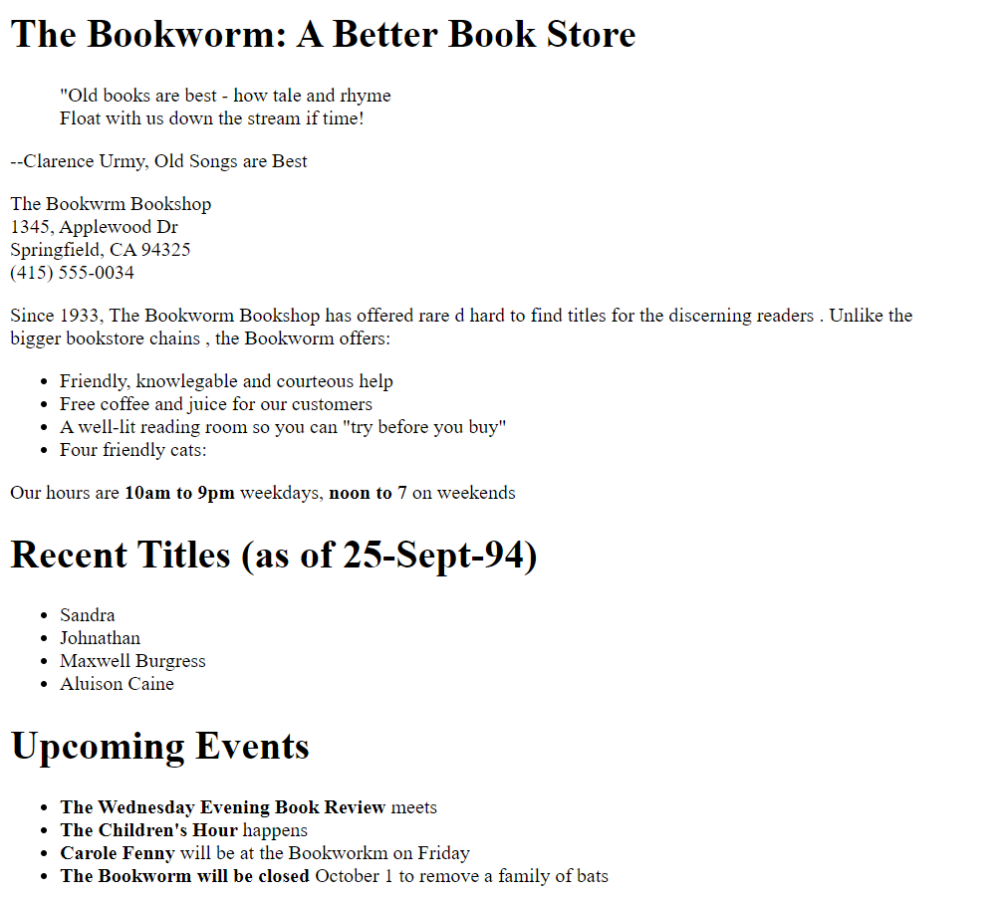 The Bookworm: A Better Book Store
"Old books are best - how tale and rhyme
Float with us down the stream if time!
--Clarence Urmy, Old Songs are Best
The Bookwrm Bookshop
1345, Applewood Dr
Springfield, CA 94325
(415) 555-0034
Since 1933, The Bookworm Bookshop has offered rare d hard to find titles for the discerning readers . Unlike the
bigger bookstore chains , the Bookworm offers:
• Friendly, knowlegable and courteous help
• Free coffee and juice for our customers
• A well-lit reading room so you can "try before you buy"
• Four friendly cats:
Our hours are 10am to 9pm weekdays, noon to 7 on weekends
Recent Titles (as of 25-Sept-94)
• Sandra
• Johnathan
• Maxwell Burgress
• Aluison Caine
Upcoming Events
• The Wednesday Evening Book Review meets
• The Children's Hour happens
• Carole Fenny will be at the Bookworkm on Friday
• The Bookworm will be closed October 1 to remove a family of bats